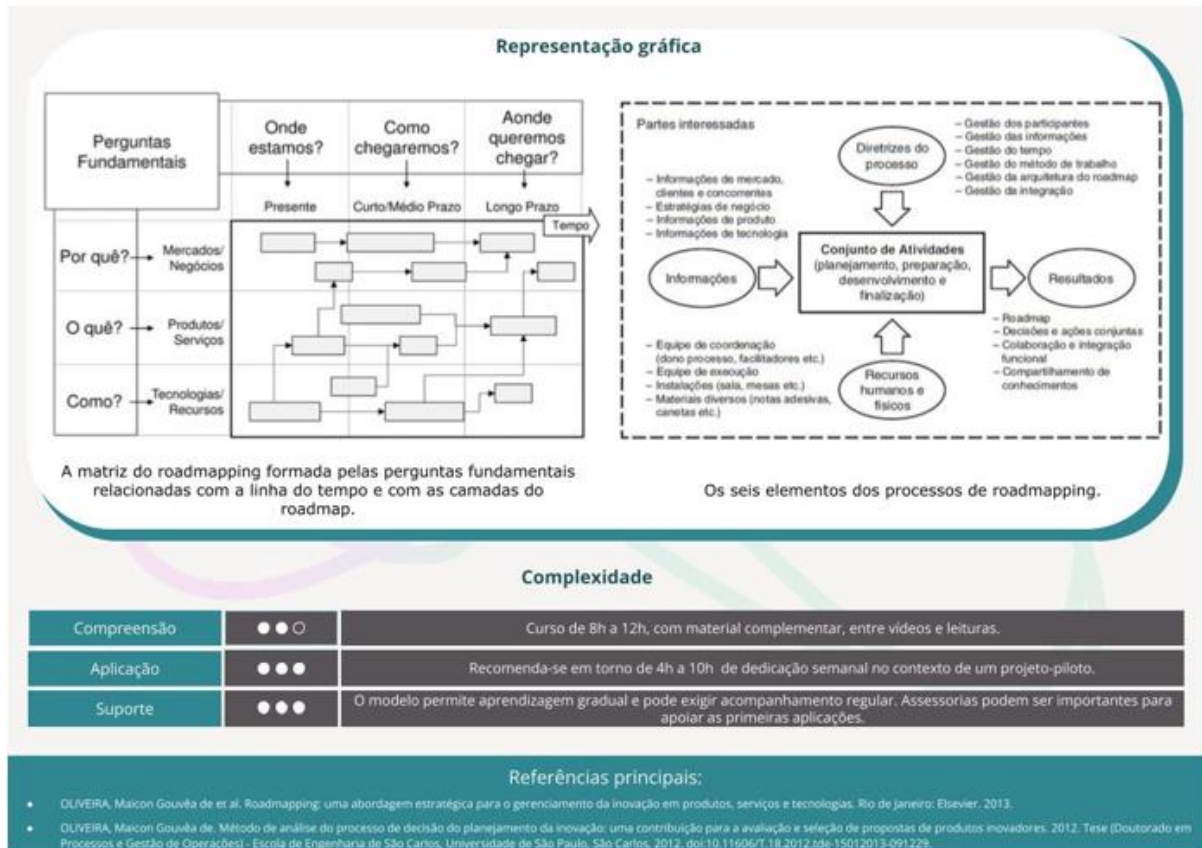 Representação gráfica
Perguntas
Fundamentais
Onde
estamos?
Como
chegaremos?
Aonde
queremos
chegar?
Presente
Curto/Médio Prazo
Longo Prazo
Tempo
Por quê?
Mercados/
Negócios
O quê?
Produtos/
Serviços
Como?
Tecnologias/
Recursos
A matriz do roadmapping formada pelas perguntas fundamentais
relacionadas com a linha do tempo e com as camadas do
roadmap.
Partes interessadas
Diretrizes do
processo
– Gestão dos participantes
– Gestão das informações
– Gestão do tempo
– Gestão do método de trabalho
– Gestão da arquitetura do roadmap
– Gestão da integração
– Informações de mercado,
clientes e concorrentes
– Estratégias de negócio
– Informações de produto
– Informações de tecnologia
Informações
Conjunto de Atividades
(planejamento, preparação,
desenvolvimento e
finalização)
Resultados
– Roadmap
– Decisões e ações conjuntas
– Colaboração e integração
funcional
– Compartilhamento de
conhecimentos
– Equipe de coordenação
(dono processo, facilitadores etc.)
– Equipe de execução
– Instalações (sala, mesas etc.)
– Materiais diversos (notas adesivas,
canetas etc.)
Recursos
humanos e
físicos
Os seis elementos dos processos de roadmapping.
Complexidade
Compreensão
Curso de 8h a 12h, com material complementar, entre vídeos e leituras.
Aplicação
Recomenda-se em torno de 4h a 10h de dedicação semanal no contexto de um projeto-piloto.
Suporte
O modelo permite aprendizagem gradual e pode exigir acompanhamento regular. Assessorias podem ser importantes para
apoiar as primeiras aplicações.
Referências principais:
• OLIVEIRA, Maicon Gouvêa de et al. Roadmapping: uma abordagem estratégica para o gerenciamento da inovação em produtos, serviços e tecnologias. Rio de Janeiro: Elsevier. 2013.
• OLIVEIRA, Maicon Gouvêa de. Método de análise do processo de decisão do planejamento da inovação: uma contribuição para a avaliação e seleção de propostas de produtos inovadores. 2012. Tese (Doutorado em
Processos e Gestão de Operações) - Escola de Engenharia de São Carlos, Universidade de São Paulo, São Carlos, 2012. doi:10.11606/T.18.2012.tde-15012013-091229.